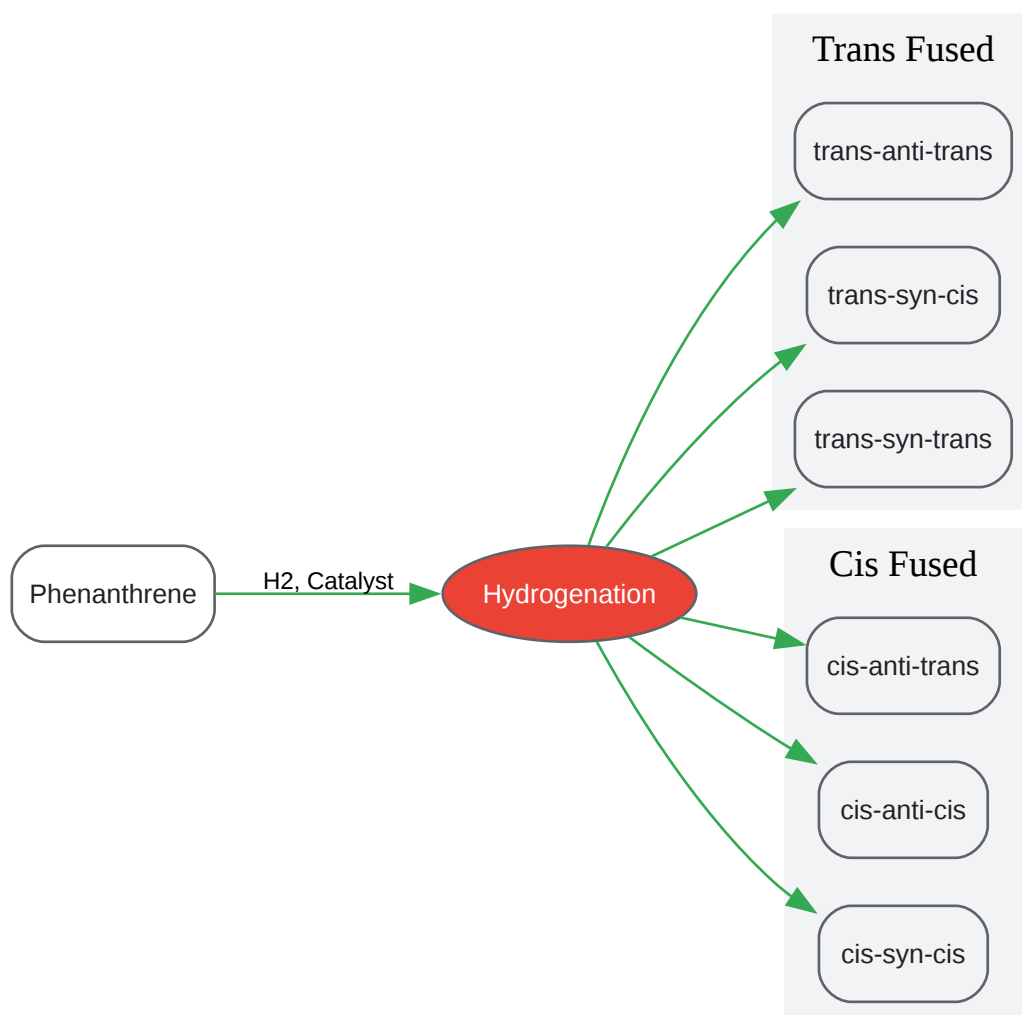 Trans Fused
trans-anti-trans
trans-syn-cis
trans-syn-trans
Phenanthrene
H2, Catalyst
Hydrogenation
Cis Fused
cis-anti-trans
cis-anti-cis
cis-syn-cis